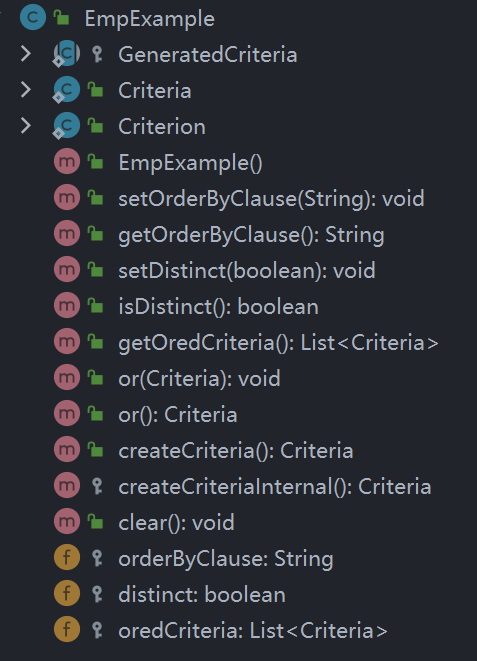 EmpExample
GeneratedCriteria
Criteria
Criterion
EmpExample()
setOrderByClause(String): void
getOrderByClause(): String
setDistinct(boolean): void
isDistinct(): boolean
getOredCriteria(): List<Criteria>
or(Criteria): void
or(): Criteria
createCriteria(): Criteria
createCriteriaInternal(): Criteria
clear(): void
orderByClause: String
distinct: boolean
oredCriteria: List<Criteria>